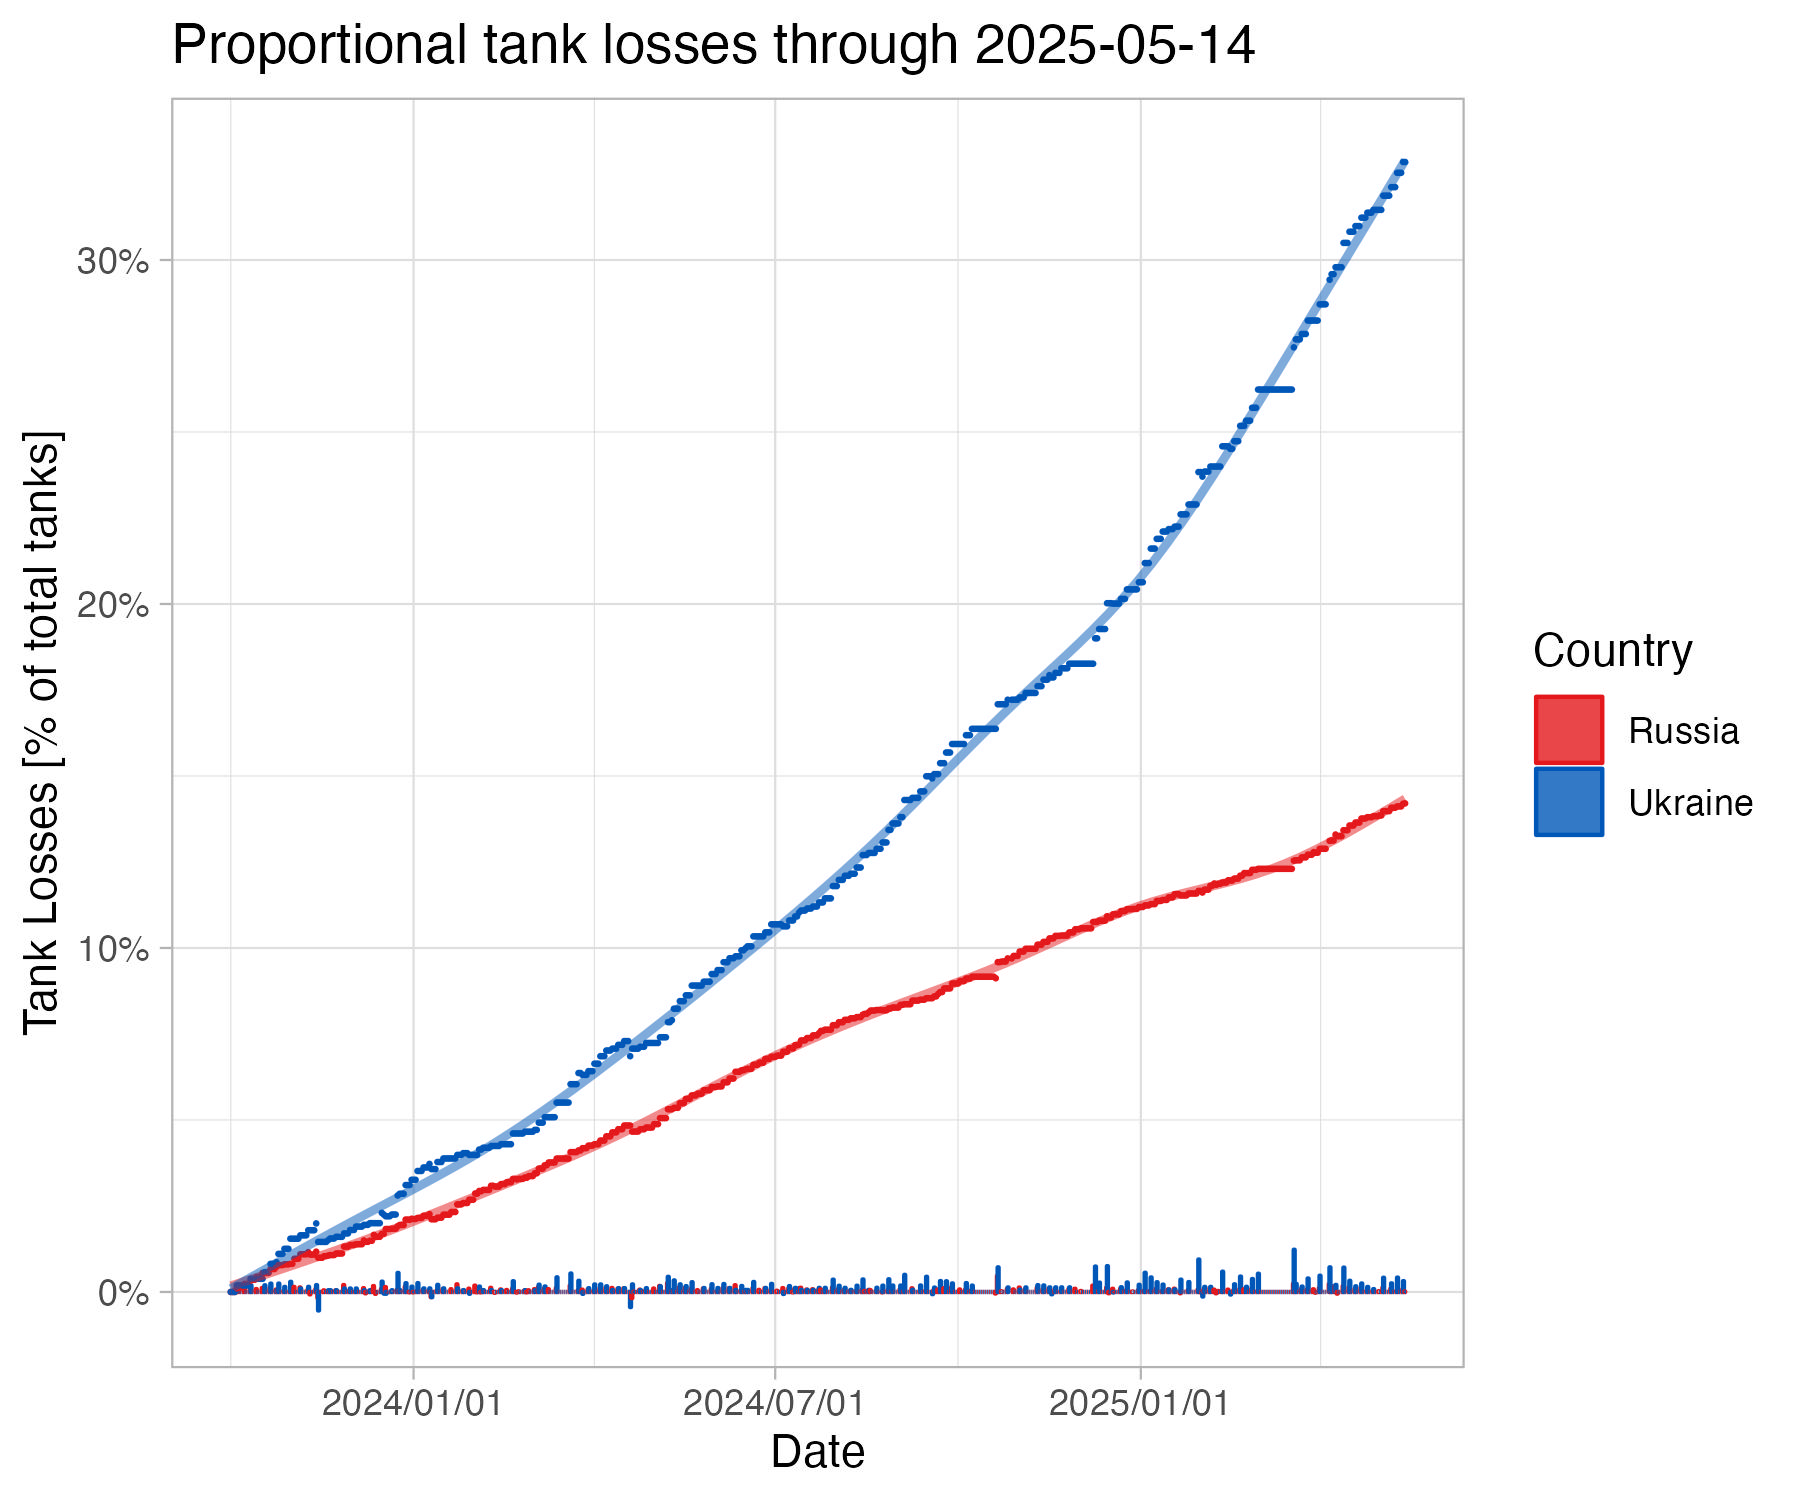 Proportional tank losses through 2025-05-14
Tank Losses [% of total tanks]
30%
20%
10%
0%
2024/01/01
2024/07/01
2025/01/01
Date
Country
Russia
Ukraine